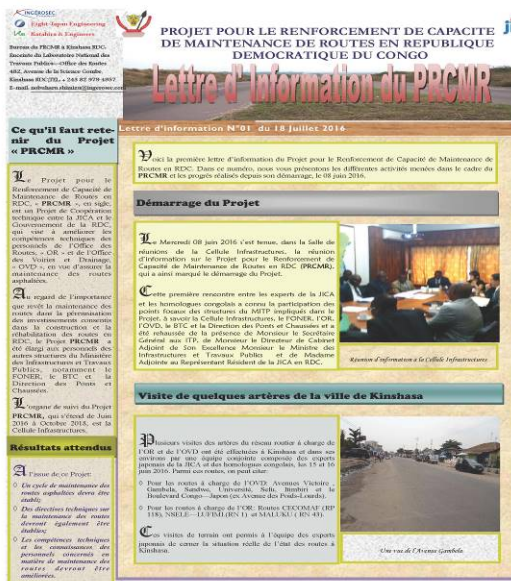 INGEROSEC
Eight-Japan Engineering
Katahira & Engineers
Bureau du PRCMR à Kinshasa RDC:
Enceinte du Laboratoire National des
Travaux Publics—Office des Routes
482, Avenue de la Science Gombe
PROJET POUR LE RENFORCEMENT DE CAPACITE
DE MAINTENANCE DE ROUTES EN REPUBLIQUE
DEMOCRATIQUE DU CONGO
Lettre d'Information du PRCMR
Lettre d'information N°01 du 18 Juillet 2016
Ce qu'il faut rete-
nir du Projet
« PRCMR »
Le Projet pour le
Renforcement de Capacité de
Maintenance de Routes en
RDC, « PRCMR », en sigle,
est un Projet de Coopération
technique entre la JICA et le
Gouvernement de la RDC,
qui vise à améliorer les
compétences techniques des
personnels de l'Office des
Routes, « OR » et de l'Office
des Voiries et Drainage,
« OVD », en vue d'assurer la
maintenance des routes
asphaltées.
Au regard de l'importance
que revêt la maintenance des
routes dans la pérennisation
des investissements consentis
dans la construction et la
réhabilitation des routes en
RDC, le Projet PRCMR a
été élargi aux personnels des
autres structures du Ministère
des Infrastructures et Travaux
Publics, notamment le
FONER, le BTC et la
Direction des Ponts et
Chaussées.
L'organe de suivi du Projet
PRCMR, qui s'étend de Juin
2016 à Octobre 2018, est la
Cellule Infrastructures.
Résultats attendus
A l'issue de ce Projet:
◊ Un cycle de maintenance des
routes asphaltées devra être
établi;
◊ Des directives techniques sur
la maintenance de routes
devront également être
établies;
◊ Les compétences techniques
et les connaissances des
personnels concernés en
matière de maintenance des
routes devront être
améliorées.
Voici la première lettre d'information du Projet pour le Renforcement de Capacité de Maintenance de
Routes en RDC. Dans ce numéro, nous vous présentons les différentes activités menées dans le cadre du
PRCMR et les progrès réalisés depuis son démarrage, le 08 juin 2016.
Démarrage du Projet
Le Mercredi 08 juin 2016 s'est tenue, dans la Salle de
réunions de la Cellule Infrastructures, la réunion
d'information sur le Projet pour le Renforcement de
Capacité de Maintenance de Routes en RDC (PRCMR),
qui a ainsi marqué le démarrage du Projet.
Cette première rencontre entre les experts de la JICA
et les homologues congolais a connu la participation des
points focaux des structures du MITP impliqués dans le
Projet, à savoir la Cellule Infrastructures, le FONER, l'OR,
l'OVD, le BTC et la Direction des Ponts et Chaussées et a
été rehaussée de la présence de Monsieur le Secrétaire
Général aux ITP, de Monsieur le Directeur de Cabinet
Adjoint de Son Excellence Monsieur le Ministre des
Infrastructures et Travaux Publics et de Madame
Adjointe au Représentant Résident de la JICA en RDC.
Réunion d'information à la Cellule Infrastructures
Visite de quelques artères de la ville de Kinshasa
Plusieurs visites des artères du réseau routier à charge de
l'OR et de l'OVD ont été effectuées à Kinshasa et dans ses
environs par une équipe conjointe composée des experts
japonais de la JICA et des homologues congolais, les 15 et 16
juin 2016. Parmi ces routes, on peut citer:
◊ Pour les routes à charge de l'OVD: Avenues Victoire,
Gambela, Sendwe, Université, Sefu, Itimbiri et le
Boulevard Congo—Japon (ex Avenue des Poids-Lourds).
◊ Pour les routes à charge de l'OR: Routes CECOMAF (RP
118), NSELE—LUFIMI (RN 1) et MALUKU ( RN 43).
Ces visites de terrain ont permis à l'équipe des experts
japonais de cerner la situation réelle de l'état des routes à
Kinshasa.
Une vue de l'Avenue Gambela